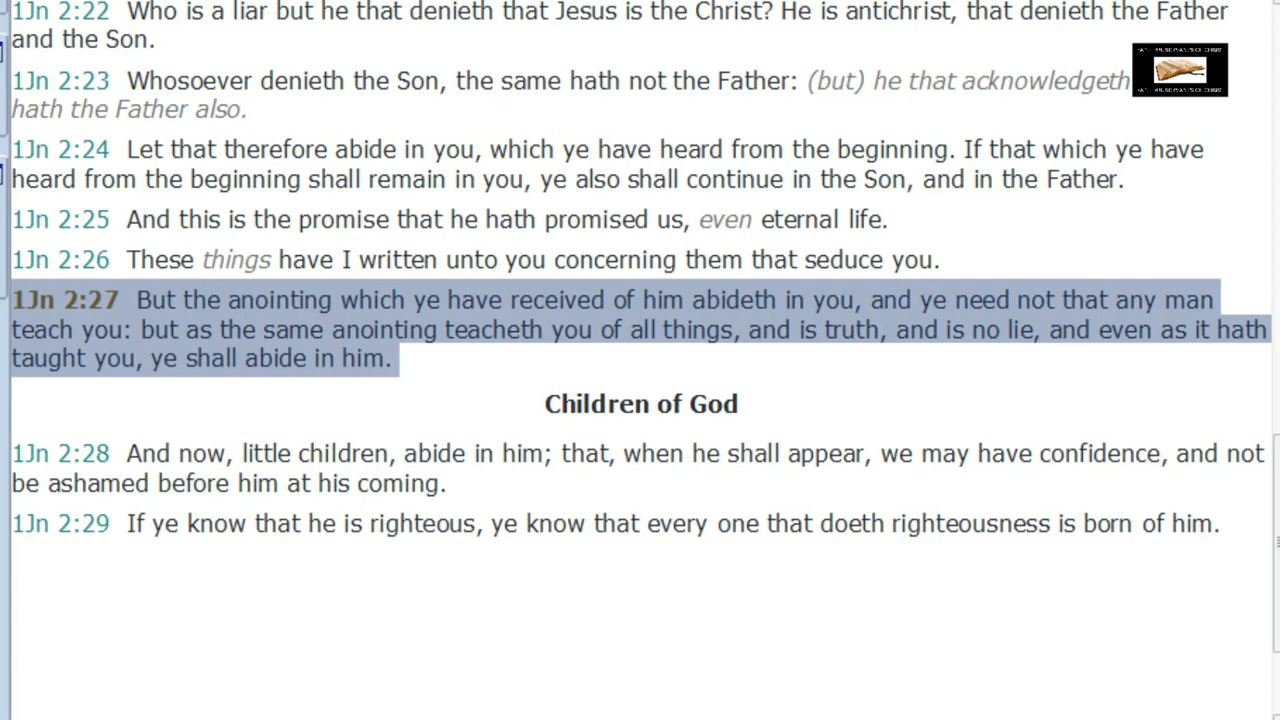 1Jn 2:22 Who is a liar but he that denieth that Jesus is the Christ? He is antichrist, that denieth the Father
and the Son.
1Jn 2:23 Whosoever denieth the Son, the same hath not the Father: (but) he that acknowledgeth
hath the Father also.
1Jn 2:24 Let that therefore abide in you, which ye have heard from the beginning. If that which ye have
heard from the beginning shall remain in you, ye also shall continue in the Son, and in the Father.
1Jn 2:25 And this is the promise that he hath promised us, even eternal life.
1Jn 2:26 These things have I written unto you concerning them that seduce you.
1Jn 2:27 But the anointing which ye have received of him abideth in you, and ye need not that any man
teach you: but as the same anointing teacheth you of all things, and is truth, and is no lie, and even as it hath
taught you, ye shall abide in him.
Children of God
1Jn 2:28 And now, little children, abide in him; that, when he shall appear, we may have confidence, and not
be ashamed before him at his coming.
1Jn 2:29 If ye know that he is righteous, ye know that every one that doeth righteousness is born of him.